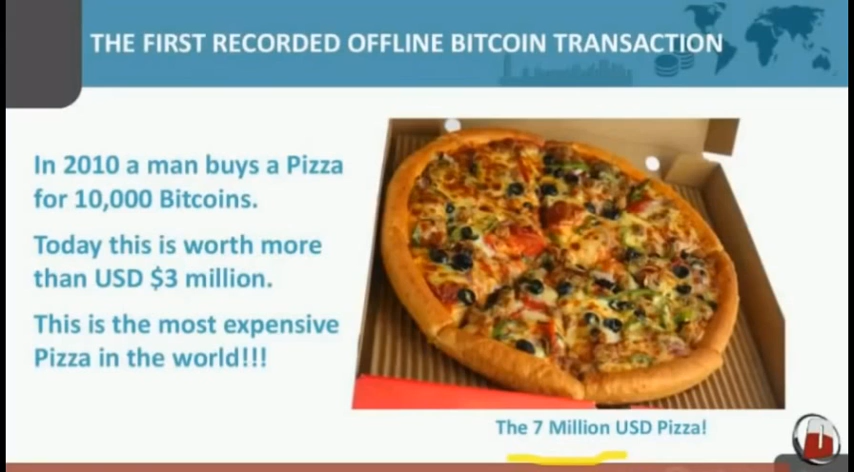 THE FIRST RECORDED OFFLINE BITCOIN TRANSACTION
In 2010 a man buys a Pizza
for 10,000 Bitcoins.
Today this is worth more
than USD $3 million.
This is the most expensive
Pizza in the world!!!
The 7 Million USD Pizza!